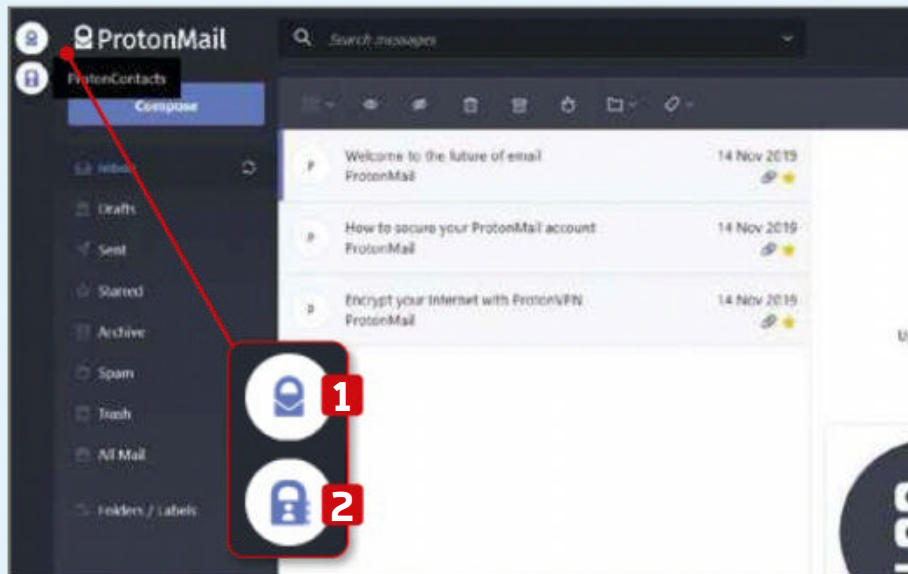 ProtonMail
Search messages
ProtonContacts
Compose
Inbox
Drafts
Sent
Starred
Archive
Spam
Trash
All Mail
Folders / Labels
P
Welcome to the future of email
14 Nov 2019
ProtonMail
P
How to secure your ProtonMail account
14 Nov 2019
ProtonMail
P
Encrypt your Internet with ProtonVPN
14 Nov 2019
ProtonMail
1
2